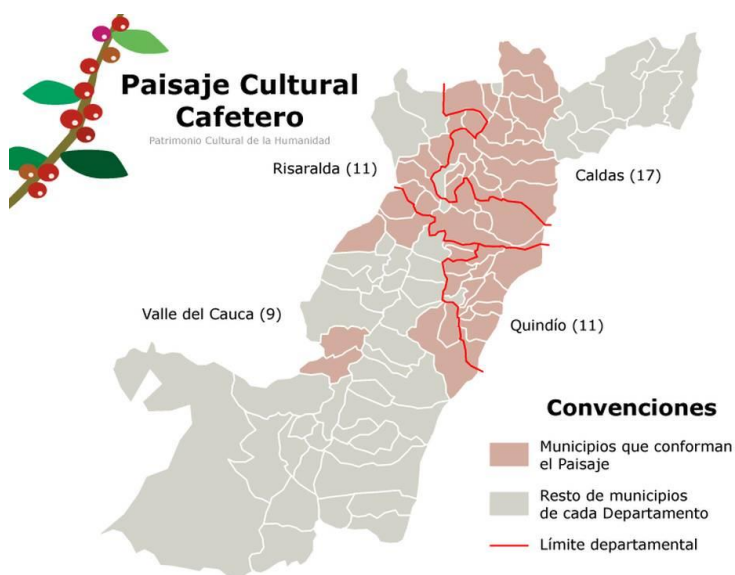 Paisaje Cultural
Cafetero
Patrimonio Cultural de la Humanidad
Risaralda (11)
Caldas (17)
Valle del Cauca (9)
Quindío (11)
Convenciones
Municipios que conforman
el Paisaje
Resto de municipios
de cada Departamento
Límite departamental